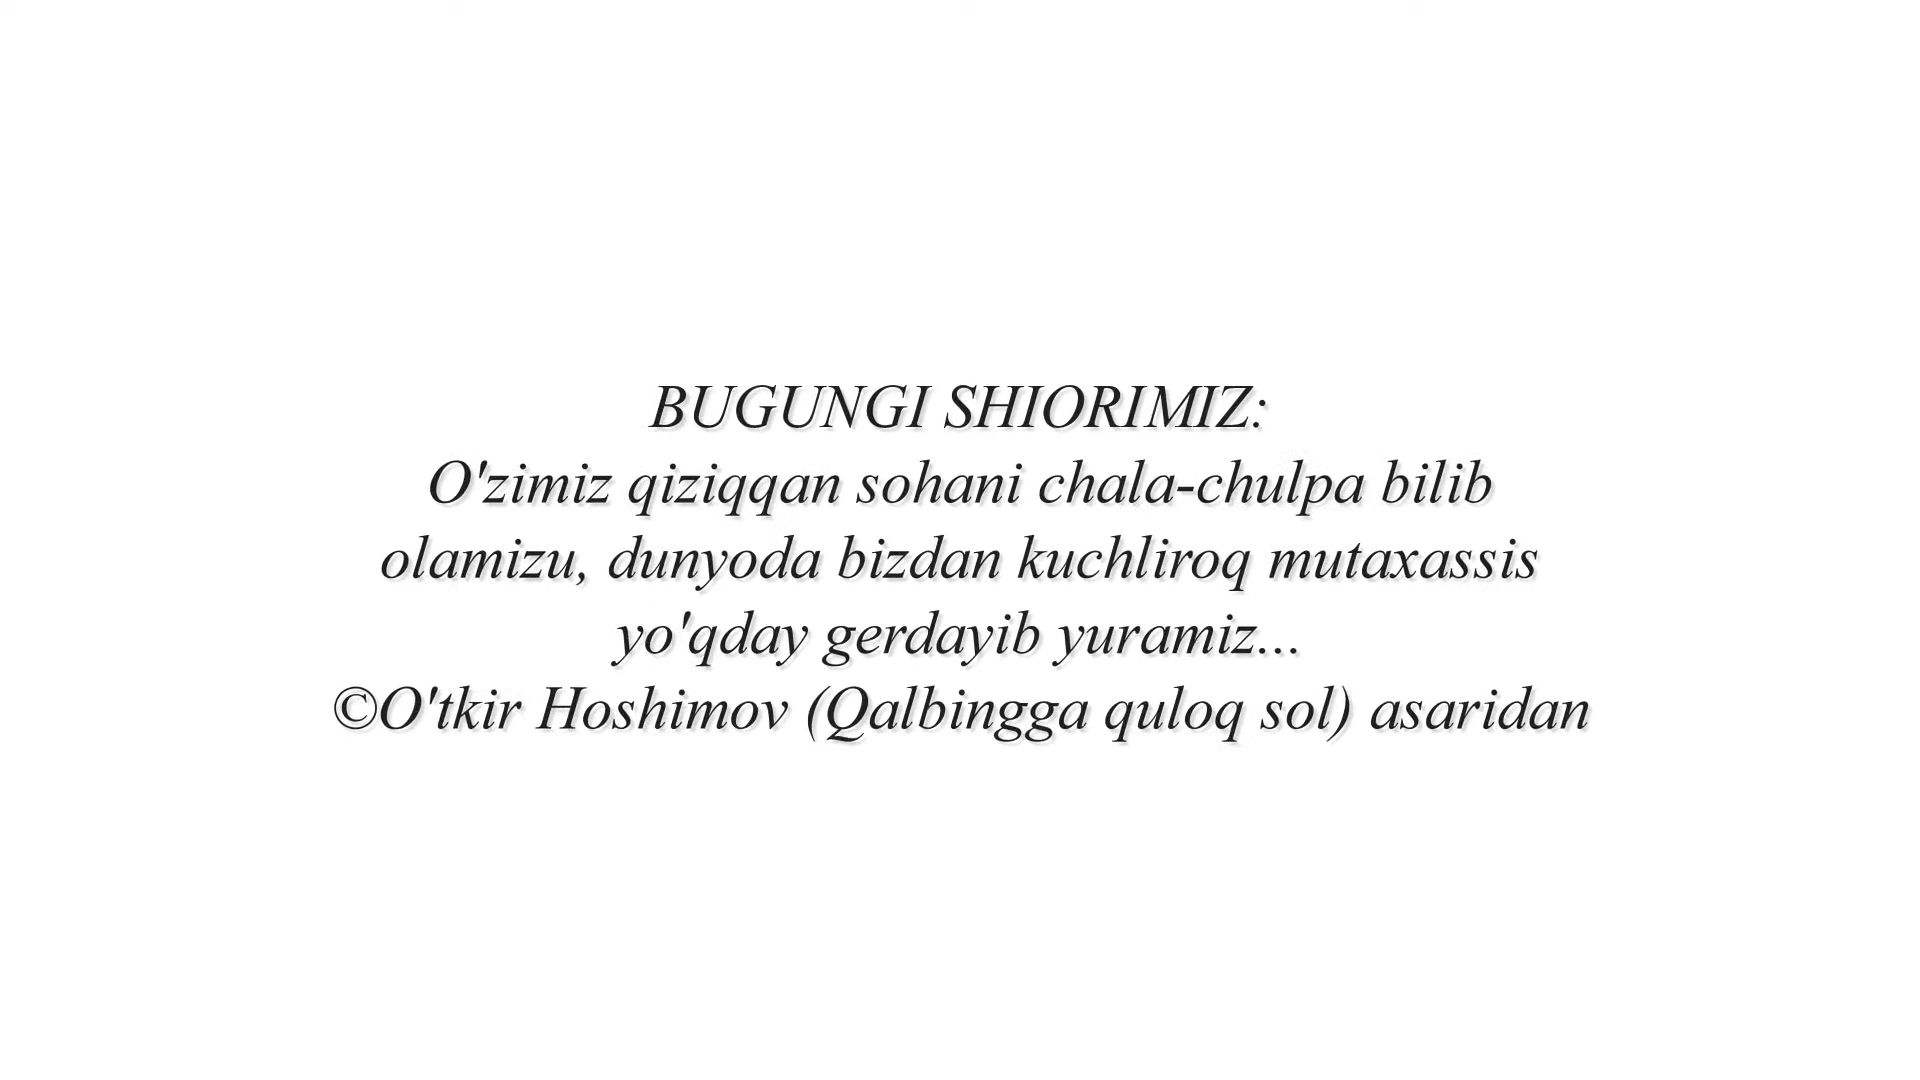 BUGUNGI SHIORIMIZ:
O'zimiz qiziqqan sohani chala-chulpa bilib
olamizu, dunyoda bizdan kuchliroq mutaxassis
yo'qday gerdayib yuramiz...
©O'tkir Hoshimov (Qalbingga quloq sol) asaridan